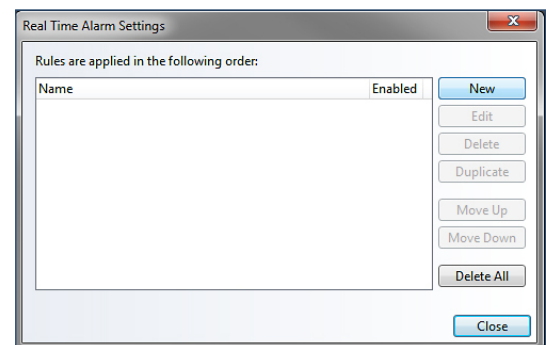 Real Time Alarm Settings
Rules are applied in the following order:
Name Enabled
New
Edit
Delete
Duplicate
Move Up
Move Down
Delete All
Close